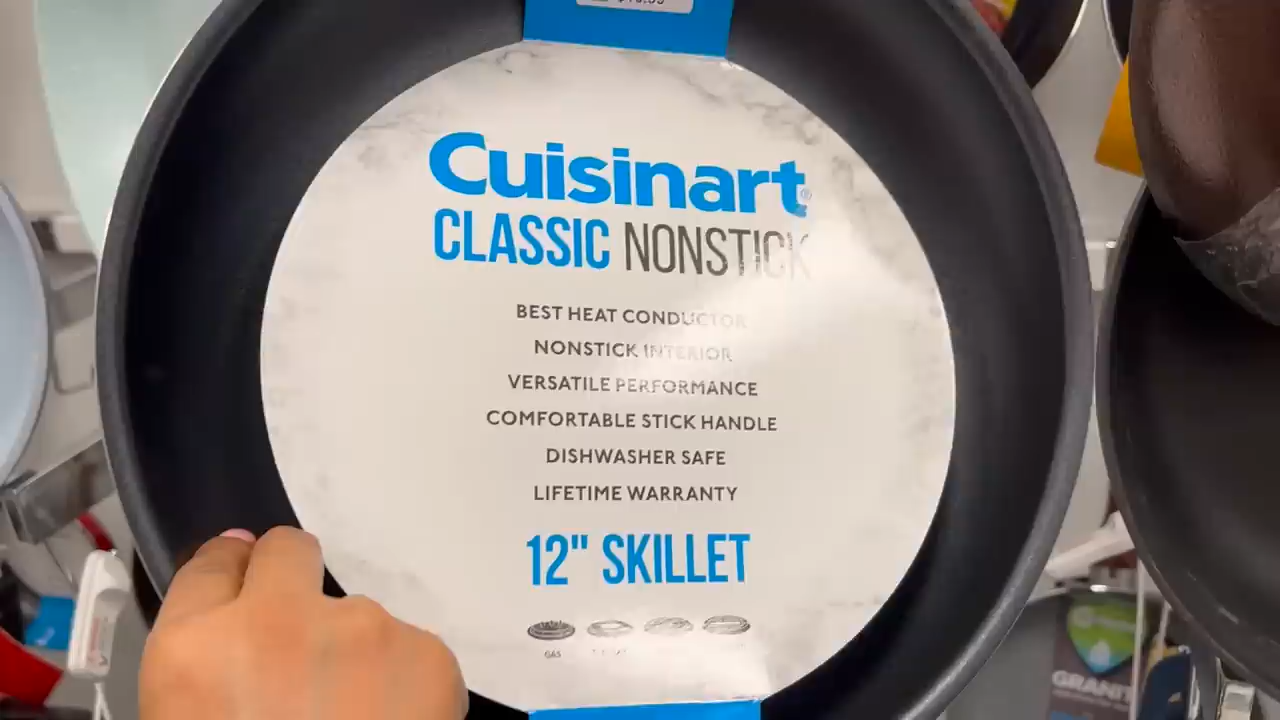 Cuisinart®
CLASSIC NONSTICK
BEST HEAT CONDUCTOR
NONSTICK INTERIOR
VERSATILE PERFORMANCE
COMFORTABLE STICK HANDLE
DISHWASHER SAFE
LIFETIME WARRANTY
12" SKILLET
GAS